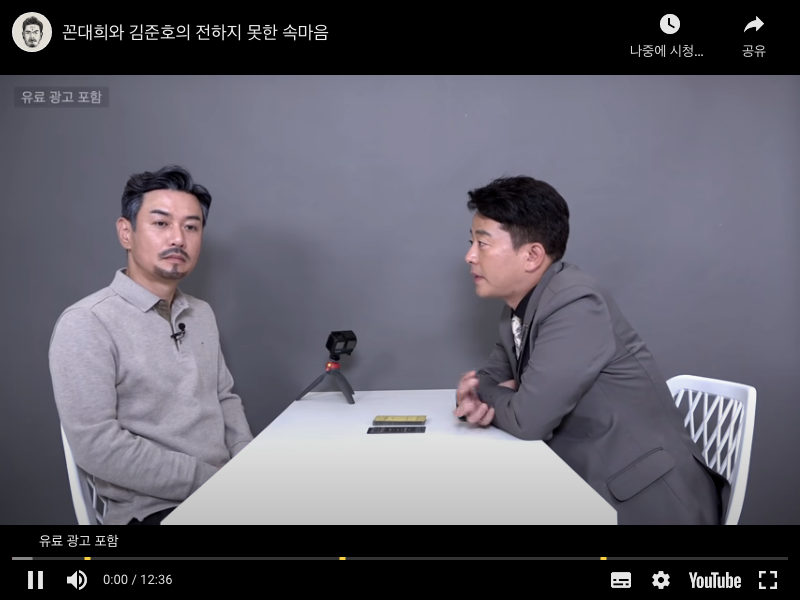 꼰대희와 김준호의 전하지 못한 속마음
나중에 시청...
공유
유료 광고 포함
유료 광고 포함
0:00 / 12:36
YouTube